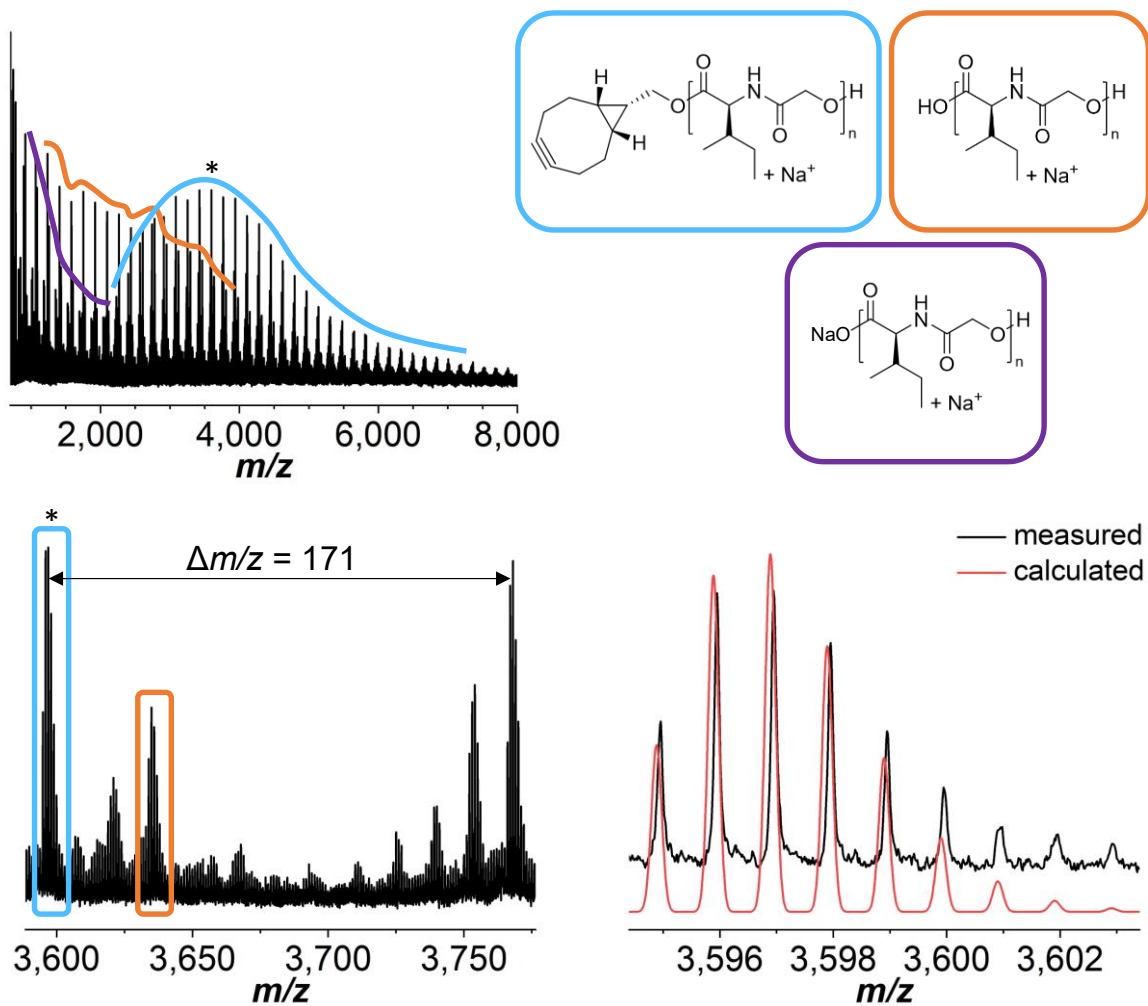 *
2,000 4,000 6,000 8,000
m/z
H
H
O
O
H
N
O
O
H
n
+ Na⁺
O
HO
H
N
O
O
H
n
+ Na⁺
O
NaO
H
N
O
O
H
n
+ Na⁺
*
Δm/z = 171
3,600 3,650 3,700 3,750
m/z
measured
calculated
3,596 3,598 3,600 3,602
m/z